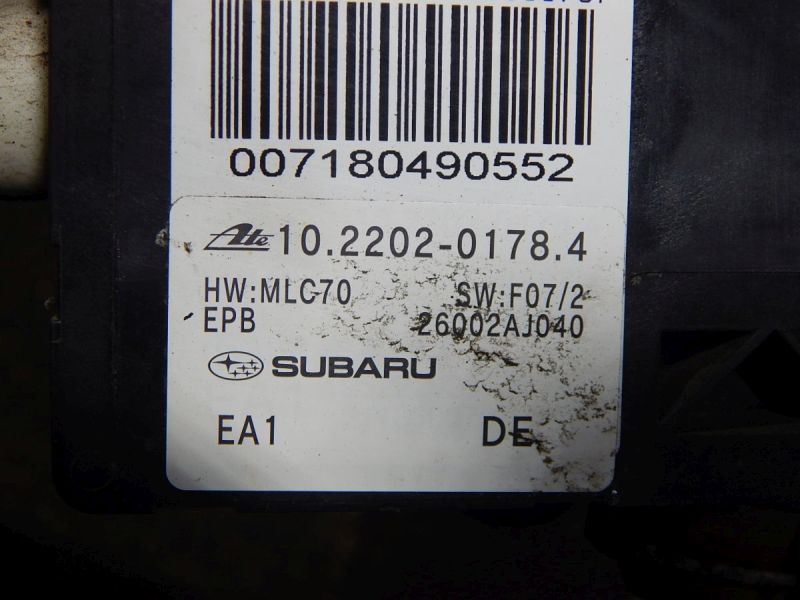 007180490552
Ate 10.2202-0178.4
HW:MLC70 SW:F07/2
EPB 26002AJ040
SUBARU
EA1 DE